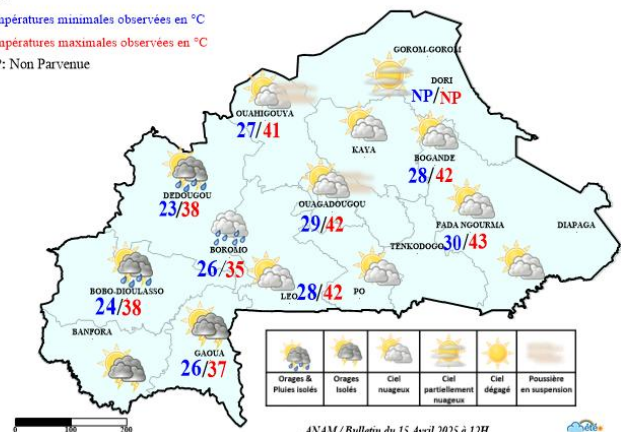 mpératures minimales observées en °C
mpératures maximales observées en °C
P: Non Parvenue
GOROM-GOROM
DORI
NP/NP
OUAHIGOUYA
27/41
KAYA
BOGANDE
28/42
DEDOUGOU
23/38
OUAGADOUGOU
29/42
FADA NGOURMA
30/43
DIAPAGA
TENKODOGO
BOROMO
26/35
BOBO-DIOULASSO
24/38
LEO 28/42
PO
BANFORA
GAOUA
26/37
Orages & Pluies isolés
Orages Isolés
Ciel nuageux
Ciel partiellement nuageux
Ciel dégagé
Poussière en suspension
0 100 200
ANAM / Bulletin du 15 Avril 2025 à 12H